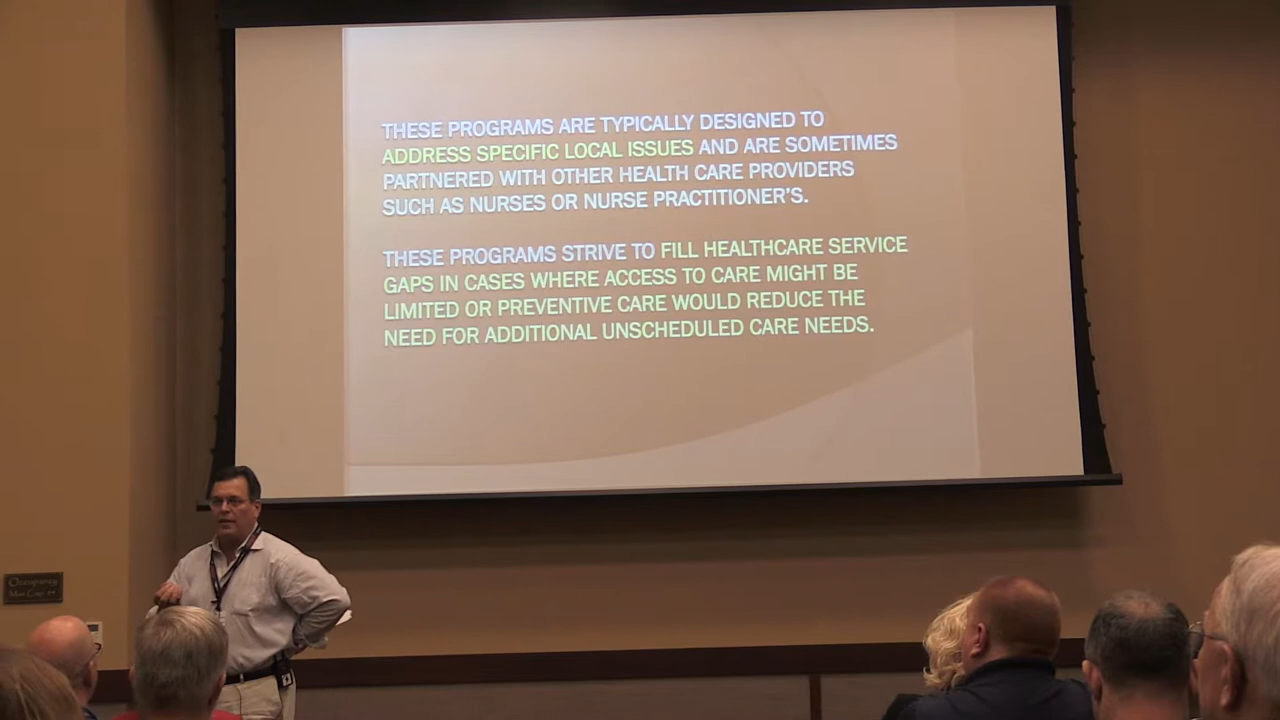 THESE PROGRAMS ARE TYPICALLY DESIGNED TO
ADDRESS SPECIFIC LOCAL ISSUES AND ARE SOMETIMES
PARTNERED WITH OTHER HEALTH CARE PROVIDERS
SUCH AS NURSES OR NURSE PRACTITIONER'S.
THESE PROGRAMS STRIVE TO FILL HEALTHCARE SERVICE
GAPS IN CASES WHERE ACCESS TO CARE MIGHT BE
LIMITED OR PREVENTIVE CARE WOULD REDUCE THE
NEED FOR ADDITIONAL UNSCHEDULED CARE NEEDS.
Occupancy